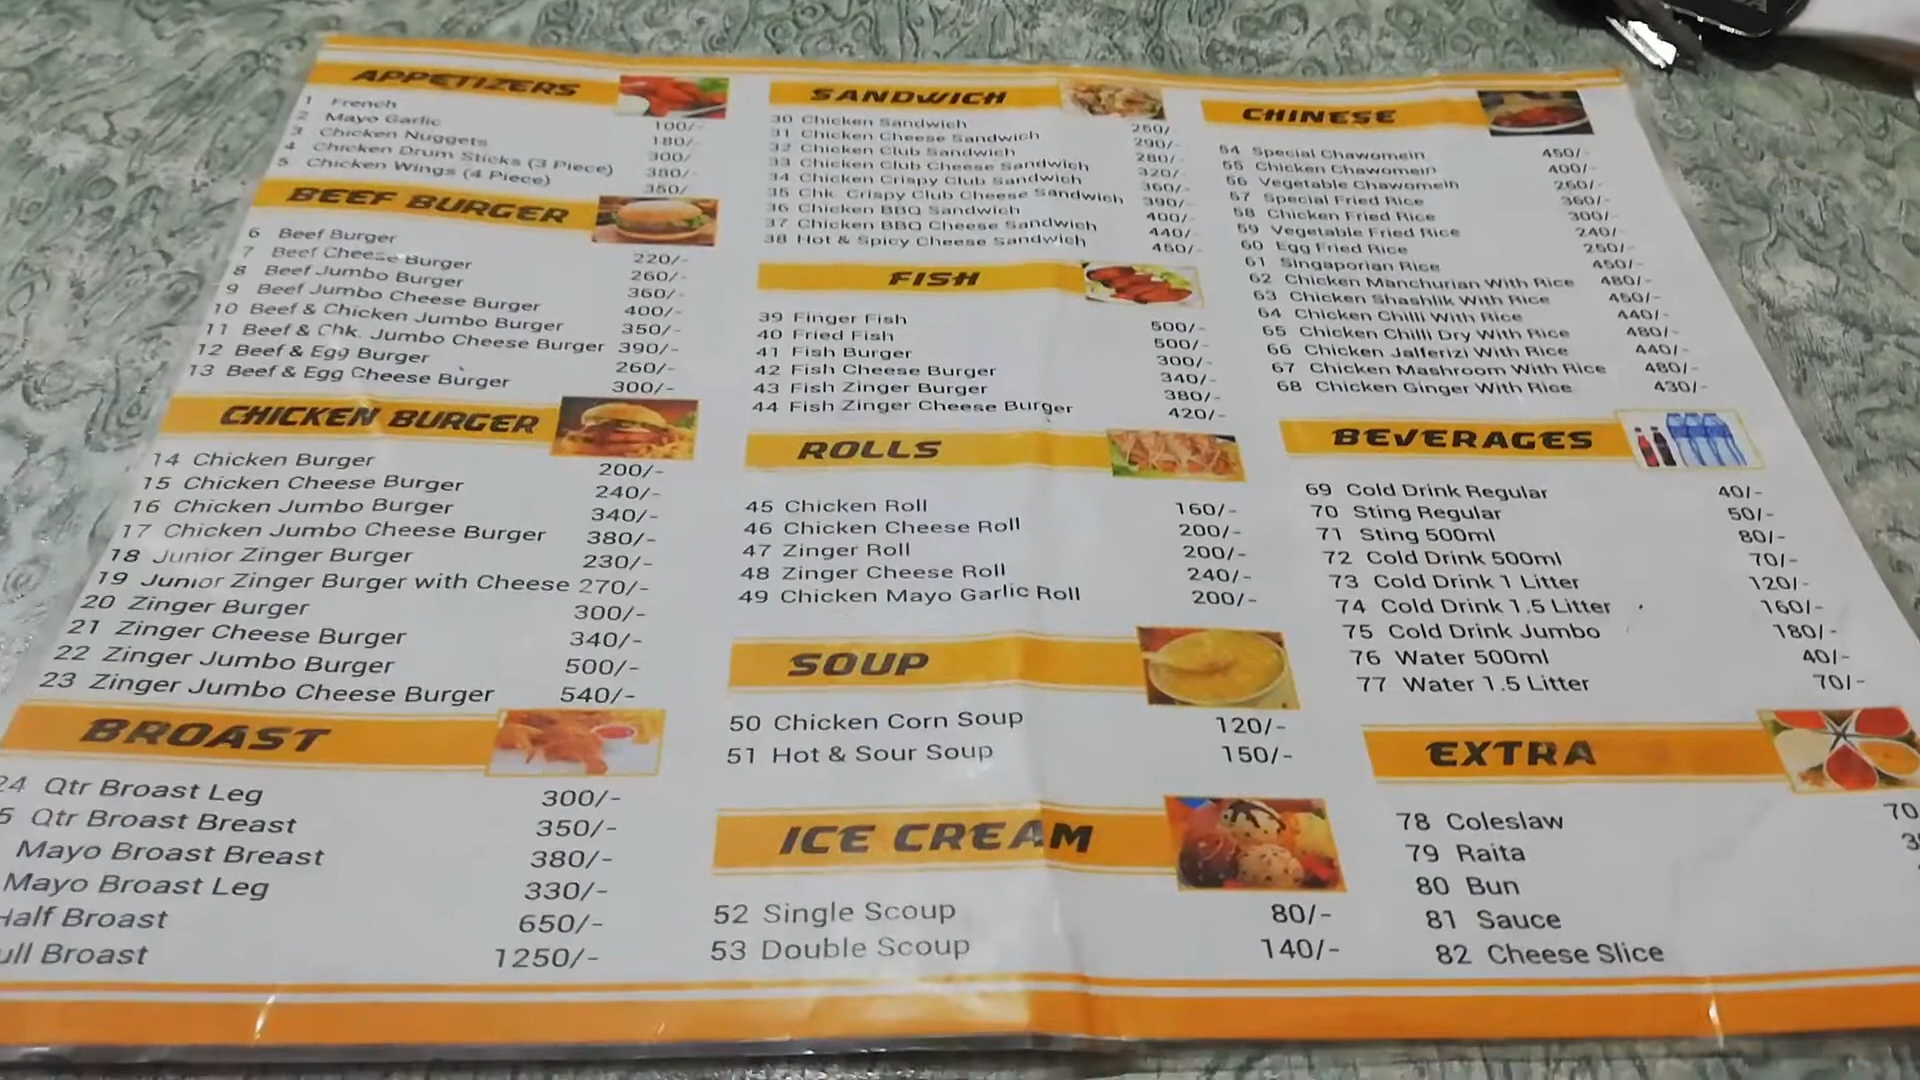 APPETIZERS
1 French 100/-
2 Mayo Garlic 180/-
3 Chicken Nuggets 300/
4 Chicken Drum Sticks (3 Piece) 380/-
5 Chicken Wings (4 Piece) 350/
BEEF BURGER
6 Beef Burger 220/-
7 Beef Cheese Burger 260/-
8 Beef Jumbo Burger 360/-
9 Beef Jumbo Cheese Burger 400/-
10 Beef & Chicken Jumbo Burger 350/-
11 Beef & Chk. Jumbo Cheese Burger 390/-
12 Beef & Egg Burger 260/-
13 Beef & Egg Cheese Burger 300/-
CHICKEN BURGER
14 Chicken Burger 200/-
15 Chicken Cheese Burger 240/-
16 Chicken Jumbo Burger 340/-
17 Chicken Jumbo Cheese Burger 380/-
18 Junior Zinger Burger 230/-
19 Junior Zinger Burger with Cheese 270/-
20 Zinger Burger 300/-
21 Zinger Cheese Burger 340/-
22 Zinger Jumbo Burger 500/-
23 Zinger Jumbo Cheese Burger 540/-
BROAST
24 Qtr Broast Leg 300/-
5 Qtr Broast Breast 350/-
Mayo Broast Breast 380/-
Mayo Broast Leg 330/-
Half Broast 650/-
ull Broast 1250/-
SANDWICH
30 Chicken Sandwich 250/-
31 Chicken Cheese Sandwich 290/-
32 Chicken Club Sandwich 280/-
33 Chicken Club Cheese Sandwich 320/-
34 Chicken Crispy Club Sandwich 360/-
35 Chk. Crispy Club Cheese Sandwich 390/-
36 Chicken BBQ Sandwich 400/-
37 Chicken BBQ Cheese Sandwich 440/-
38 Hot & Spicy Cheese Sandwich 450/-
FISH
39 Finger Fish 500/-
40 Fried Fish 500/-
41 Fish Burger 300/-
42 Fish Cheese Burger 340/-
43 Fish Zinger Burger 380/-
44 Fish Zinger Cheese Burger 420/-
ROLLS
45 Chicken Roll 160/-
46 Chicken Cheese Roll 200/-
47 Zinger Roll 200/-
48 Zinger Cheese Roll 240/-
49 Chicken Mayo Garlic Roll 200/-
SOUP
50 Chicken Corn Soup 120/-
51 Hot & Sour Soup 150/-
ICE CREAM
52 Single Scoup 80/-
53 Double Scoup 140/-
CHINESE
54 Special Chawomein 450/-
55 Chicken Chawomein 400/-
56 Vegetable Chawomein 260/-
57 Special Fried Rice 360/-
58 Chicken Fried Rice 300/-
59 Vegetable Fried Rice 240/-
60 Egg Fried Rice 250/-
61 Singaporian Rice 450/-
62 Chicken Manchurian With Rice 480/-
63 Chicken Shashlik With Rice 450/-
64 Chicken Chilli With Rice 440/-
65 Chicken Chilli Dry With Rice 480/-
66 Chicken Jalferizi With Rice 440/-
67 Chicken Mashroom With Rice 480/-
68 Chicken Ginger With Rice 430/-
BEVERAGES
69 Cold Drink Regular 40/-
70 Sting Regular 50/-
71 Sting 500ml 80/-
72 Cold Drink 500ml 70/-
73 Cold Drink 1 Litter 120/-
74 Cold Drink 1.5 Litter 160/-
75 Cold Drink Jumbo 180/-
76 Water 500ml 40/-
77 Water 1.5 Litter 70/-
EXTRA
78 Coleslaw 70
79 Raita
80 Bun
81 Sauce
82 Cheese Slice